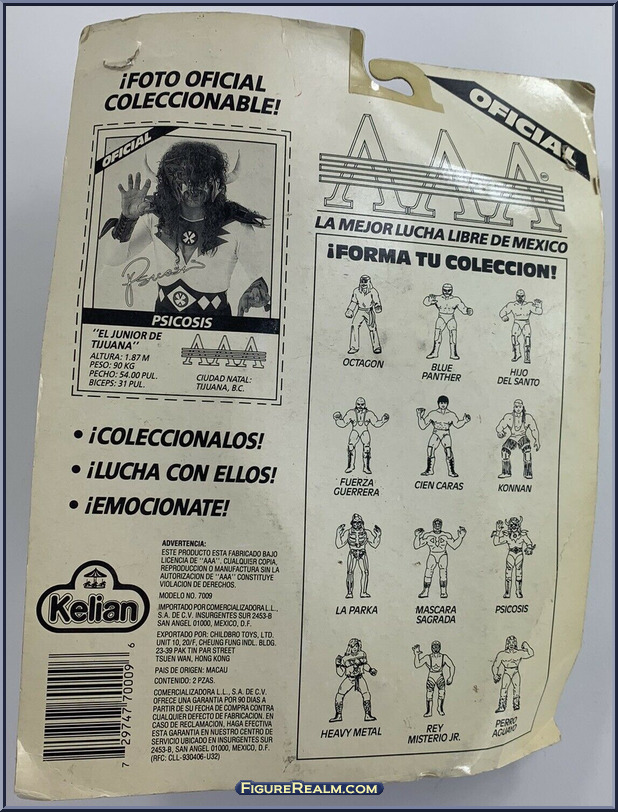 ¡FOTO OFICIAL
COLECCIONABLE!
OFICIAL
Psicosis
PSICOSIS
"EL JUNIOR DE
TIJUANA"
ALTURA: 1.87 M
PESO: 90 KG
PECHO: 54.00 PUL.
BICEPS: 31 PUL.
AAA
CIUDAD NATAL:
TIJUANA, B.C.
• ¡COLECCIONALOS!
• ¡LUCHA CON ELLOS!
• ¡EMOCIONATE!
Kelian
7 29747 70009 6
ADVERTENCIA:
ESTE PRODUCTO ESTA FABRICADO BAJO
LICENCIA DE "AAA". CUALQUIER COPIA,
REPRODUCCION O MANUFACTURA SIN LA
AUTORIZACION DE "AAA" CONSTITUYE
VIOLACION DE DERECHOS.
MODELO NO. 7009
IMPORTADO POR COMERCIALIZADORA L.L.,
S.A. DE C.V. INSURGENTES SUR 2453-B
SAN ANGEL 01000, MEXICO, D.F.
EXPORTADO POR: CHILDBRO TOYS, LTD.
UNIT 10, 20/F, CHEUNG FUNG INDL. BLDG.
23-39 PAK TIN PAR STREET
TSUEN WAN, HONG KONG
PAIS DE ORIGEN: MACAU
CONTENIDO: 2 PZAS.
COMERCIALIZADORA L.L., S.A. DE C.V.
OFRECE UNA GARANTIA POR 90 DIAS A
PARTIR DE SU FECHA DE COMPRA CONTRA
CUALQUIER DEFECTO DE FABRICACION. EN
CASO DE RECLAMACION, HAGA EFECTIVA
ESTA GARANTIA EN NUESTRO CENTRO DE
SERVICIO UBICADO EN INSURGENTES SUR
2453-B, SAN ANGEL 01000, MEXICO, D.F.
(RFC: CLL-930406-U32)
OFICIAL
AAA
LA MEJOR LUCHA LIBRE DE MEXICO
¡FORMA TU COLECCION!
OCTAGON
BLUE
PANTHER
HIJO
DEL SANTO
FUERZA
GUERRERA
CIEN CARAS
KONNAN
LA PARKA
MASCARA
SAGRADA
PSICOSIS
HEAVY METAL
REY
MISTERIO JR.
PERRO
AGUAYO
FIGUREREALM.COM